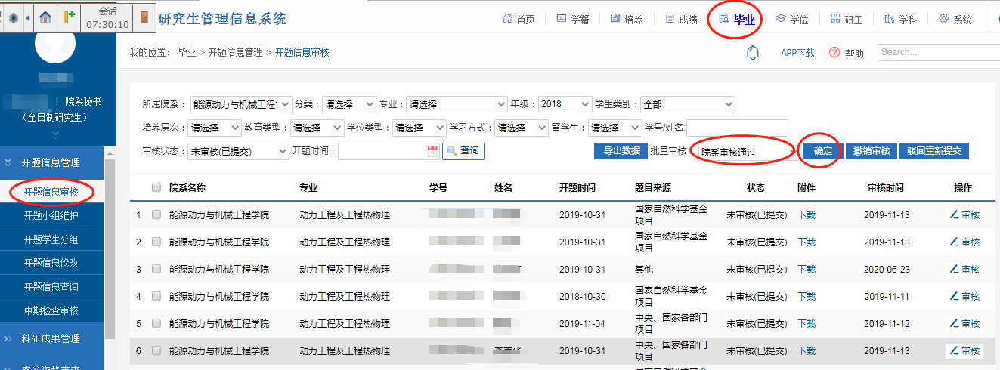 会话
07:30:10
研究生管理信息系统
首页 学籍 培养 成绩 毕业 学位 研工 学科 系统
我的位置： 毕业 > 开题信息管理 > 开题信息审核
APP下载 帮助 Search...
| 院系秘书
（全日制研究生）
开题信息管理
开题信息审核
开题小组维护
开题学生分组
开题信息修改
开题信息查询
中期检查审核
科研成果管理
所属院系： 能源动力与机械工程 分类： 请选择 专业： 请选择 年级： 2018 学生类别： 全部
培养层次： 请选择 教育类型： 请选择 学位类型： 请选择 学习方式： 请选择 留学生： 请选择 学号/姓名:
审核状态： 未审核(已提交) 开题时间： 查询 导出数据 批量审核 院系审核通过 确定 撤销审核 驳回重新提交
院系名称 专业 学号 姓名 开题时间 题目来源 状态 附件 审核时间 操作
1 能源动力与机械工程学院 动力工程及工程热物理 2019-10-31 国家自然科学基金项目 未审核(已提交) 下载 2019-11-13 审核
2 能源动力与机械工程学院 动力工程及工程热物理 2019-10-31 国家自然科学基金项目 未审核(已提交) 下载 2019-11-18 审核
3 能源动力与机械工程学院 动力工程及工程热物理 2019-10-31 其他 未审核(已提交) 下载 2020-06-23 审核
4 能源动力与机械工程学院 动力工程及工程热物理 2018-10-30 国家自然科学基金项目 未审核(已提交) 下载 2019-11-11 审核
5 能源动力与机械工程学院 动力工程及工程热物理 2019-11-04 中央、国家各部门项目 未审核(已提交) 下载 2019-11-12 审核
6 能源动力与机械工程学院 动力工程及工程热物理 2019-10-31 中央、国家各部门项目 未审核(已提交) 下载 2019-11-13 审核